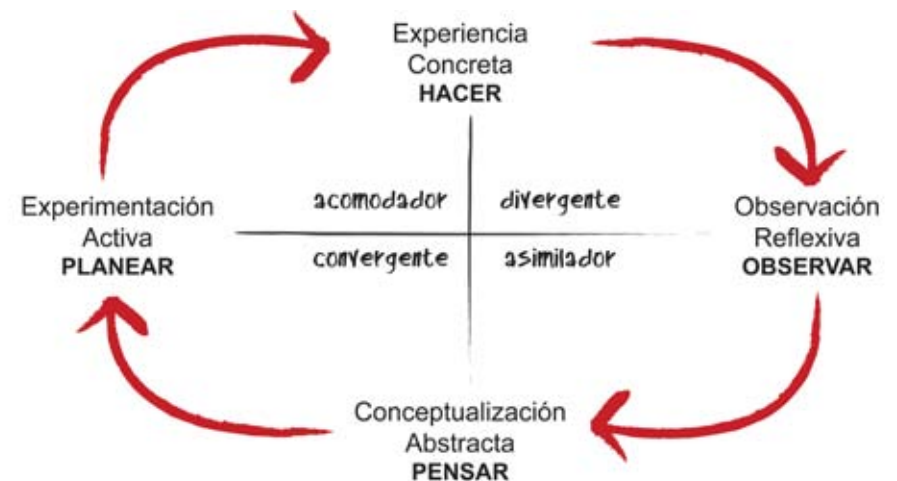 Experiencia
Concreta
HACER
acomodador
divergente
Experimentación
Activa
PLANEAR
Observación
Reflexiva
OBSERVAR
convergente
asimilador
Conceptualización
Abstracta
PENSAR